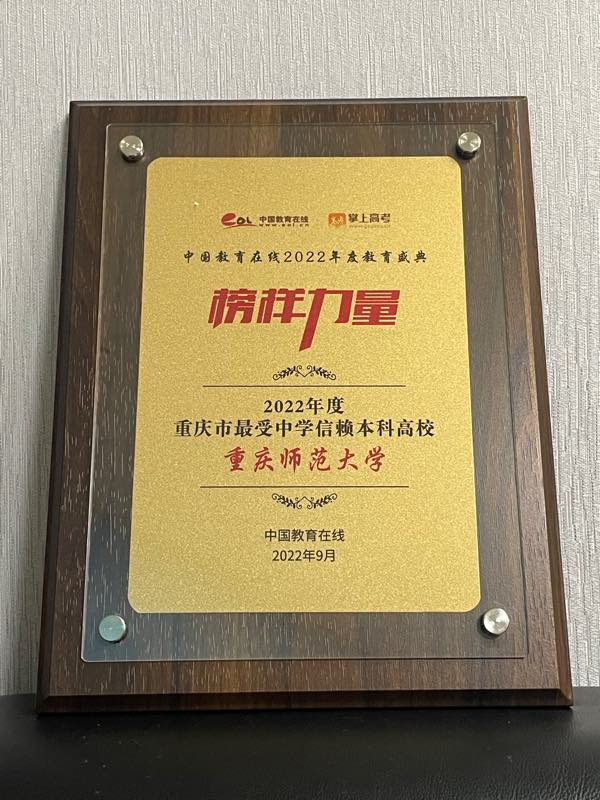 eol 中国教育在线 www.eol.cn 掌上高考
中国教育在线2022年度教育盛典
榜样力量
2022年度
重庆市最受中学信赖本科高校
重庆师范大学
中国教育在线
2022年9月